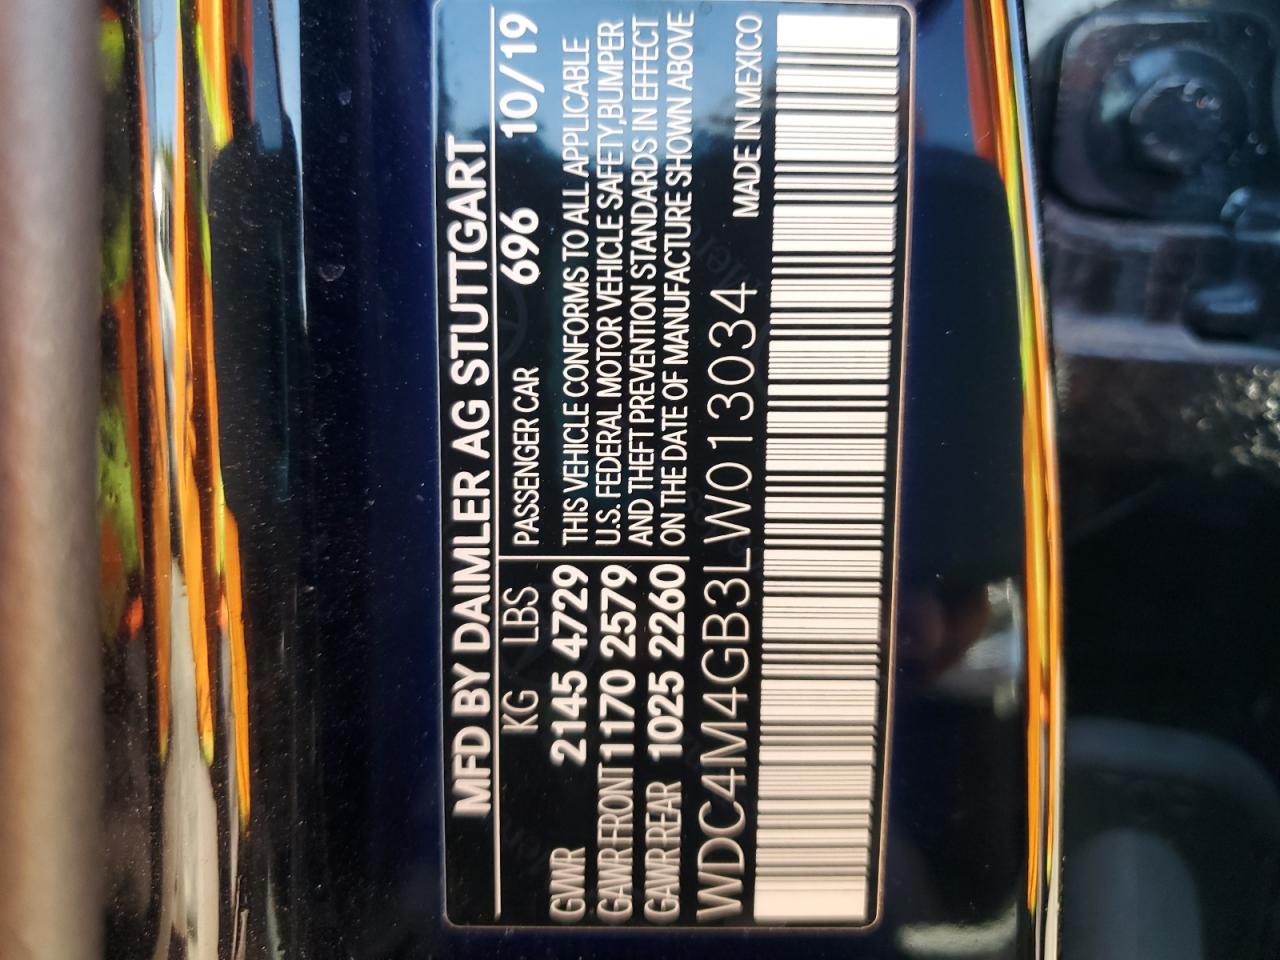 MFD BY DAIMLER AG STUTTGART
KG LBS
GVWR 2145 4729
GAWR FRONT 1170 2579
GAWR REAR 1025 2260
PASSENGER CAR 696 10/19
THIS VEHICLE CONFORMS TO ALL APPLICABLE
U.S. FEDERAL MOTOR VEHICLE SAFETY, BUMPER
AND THEFT PREVENTION STANDARDS IN EFFECT
ON THE DATE OF MANUFACTURE SHOWN ABOVE
WDC4M4GB3LW013034 MADE IN MEXICO